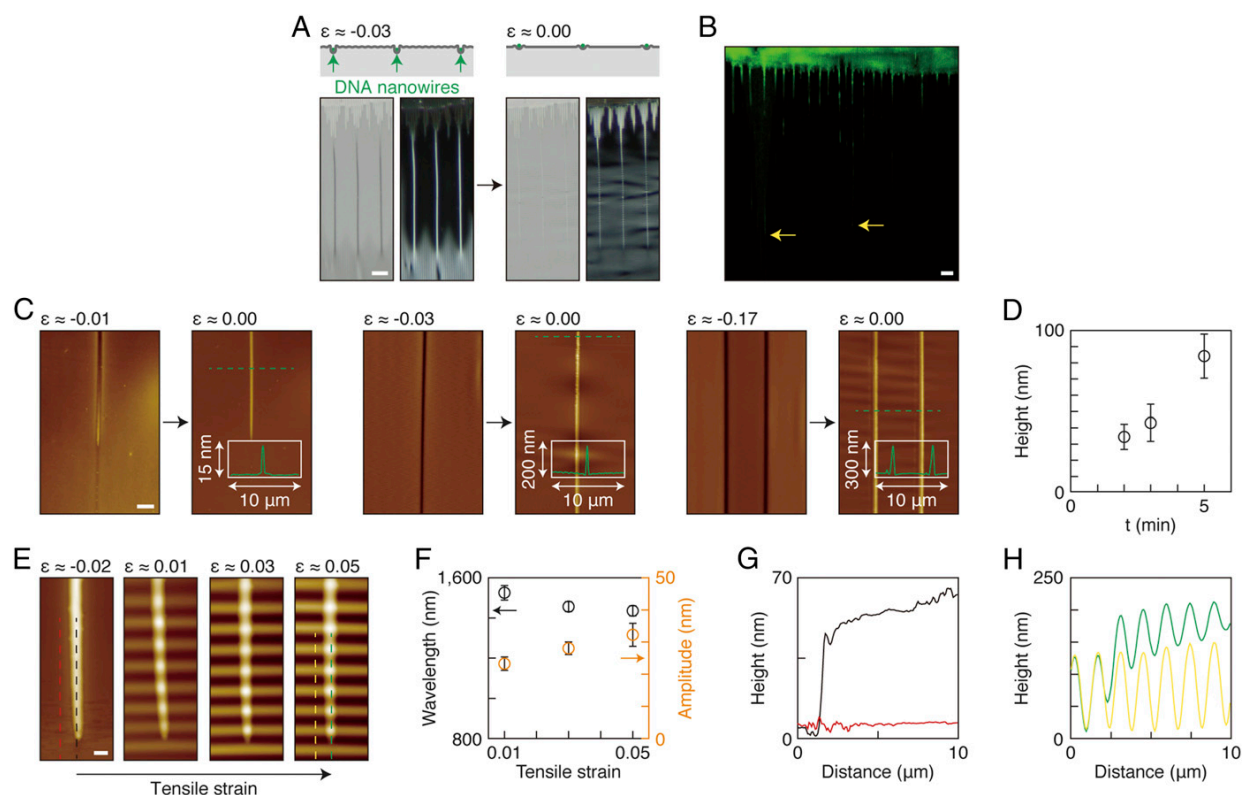 A
ε ≈ -0.03
ε ≈ 0.00
DNA nanowires
B
C
ε ≈ -0.01
ε ≈ 0.00
15 nm
10 µm
ε ≈ -0.03
ε ≈ 0.00
200 nm
10 µm
ε ≈ -0.17
ε ≈ 0.00
300 nm
10 µm
D
100
Height (nm)
0
0
5
t (min)
E
ε ≈ -0.02
ε ≈ 0.01
ε ≈ 0.03
ε ≈ 0.05
Tensile strain
F
1,600
Wavelength (nm)
800
50
Amplitude (nm)
0
0.01
0.05
Tensile strain
G
70
Height (nm)
0
0
10
Distance (µm)
H
250
Height (nm)
0
0
10
Distance (µm)